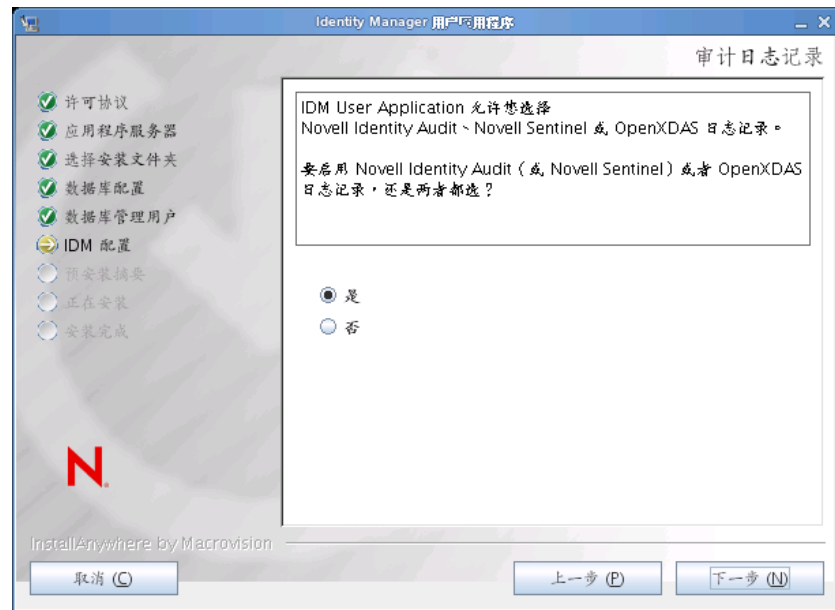 Identity Manager 用户应用程序
审计日志记录
许可协议
应用程序服务器
选择安装文件夹
数据库配置
数据库管理用户
IDM 配置
预安装摘要
正在安装
安装完成
IDM User Application 允许您选择
Novell Identity Audit、Novell Sentinel 或 OpenXDAS 日志记录。
要启用 Novell Identity Audit（或 Novell Sentinel）或者 OpenXDAS
日志记录，还是两者都选？
是
否
N
InstallAnywhere by Macrovision
取消 (C)
上一步 (P)
下一步 (N)